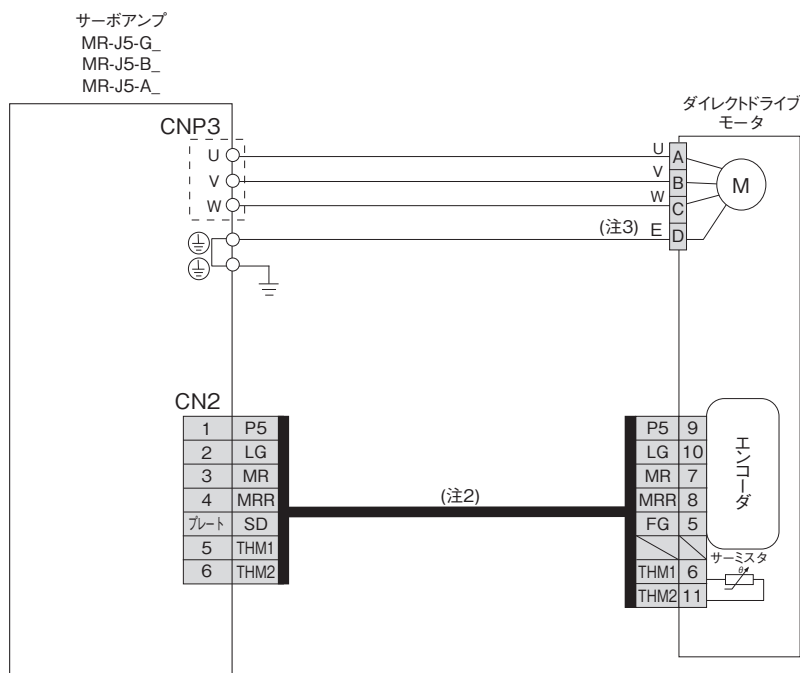 サーボアンプ
MR-J5-G_
MR-J5-B_
MR-J5-A_
ダイレクトドライブ
モータ
CNP3
U
V
W
U A
V B
W C
(注3) E D
M
CN2
1 P5
2 LG
3 MR
4 MRR
プレート SD
5 THM1
6 THM2
(注2)
P5 9
LG 10
MR 7
MRR 8
FG 5
THM1 6
THM2 11
エンコーダ
サーミスタ
θ